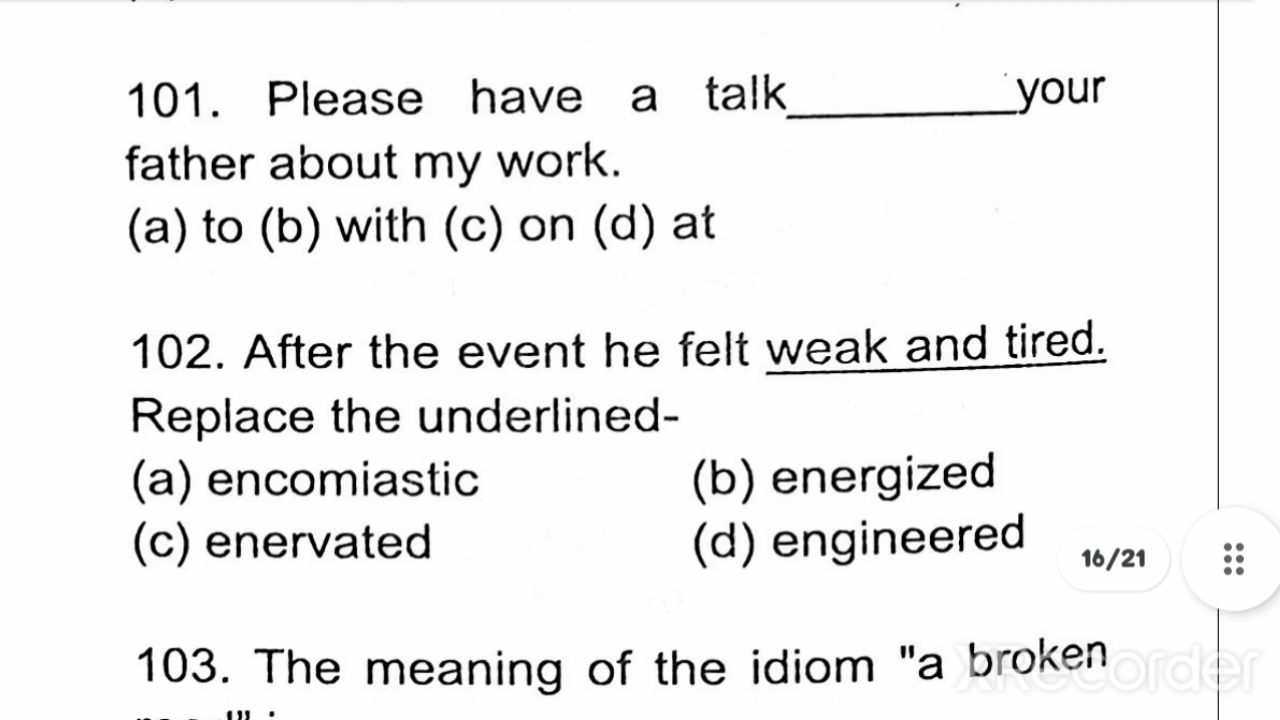 101. Please have a talk_________your
father about my work.
(a) to (b) with (c) on (d) at
102. After the event he felt weak and tired.
Replace the underlined-
(a) encomiastic (b) energized
(c) enervated (d) engineered
16/21
103. The meaning of the idiom "a broken
XRecorder